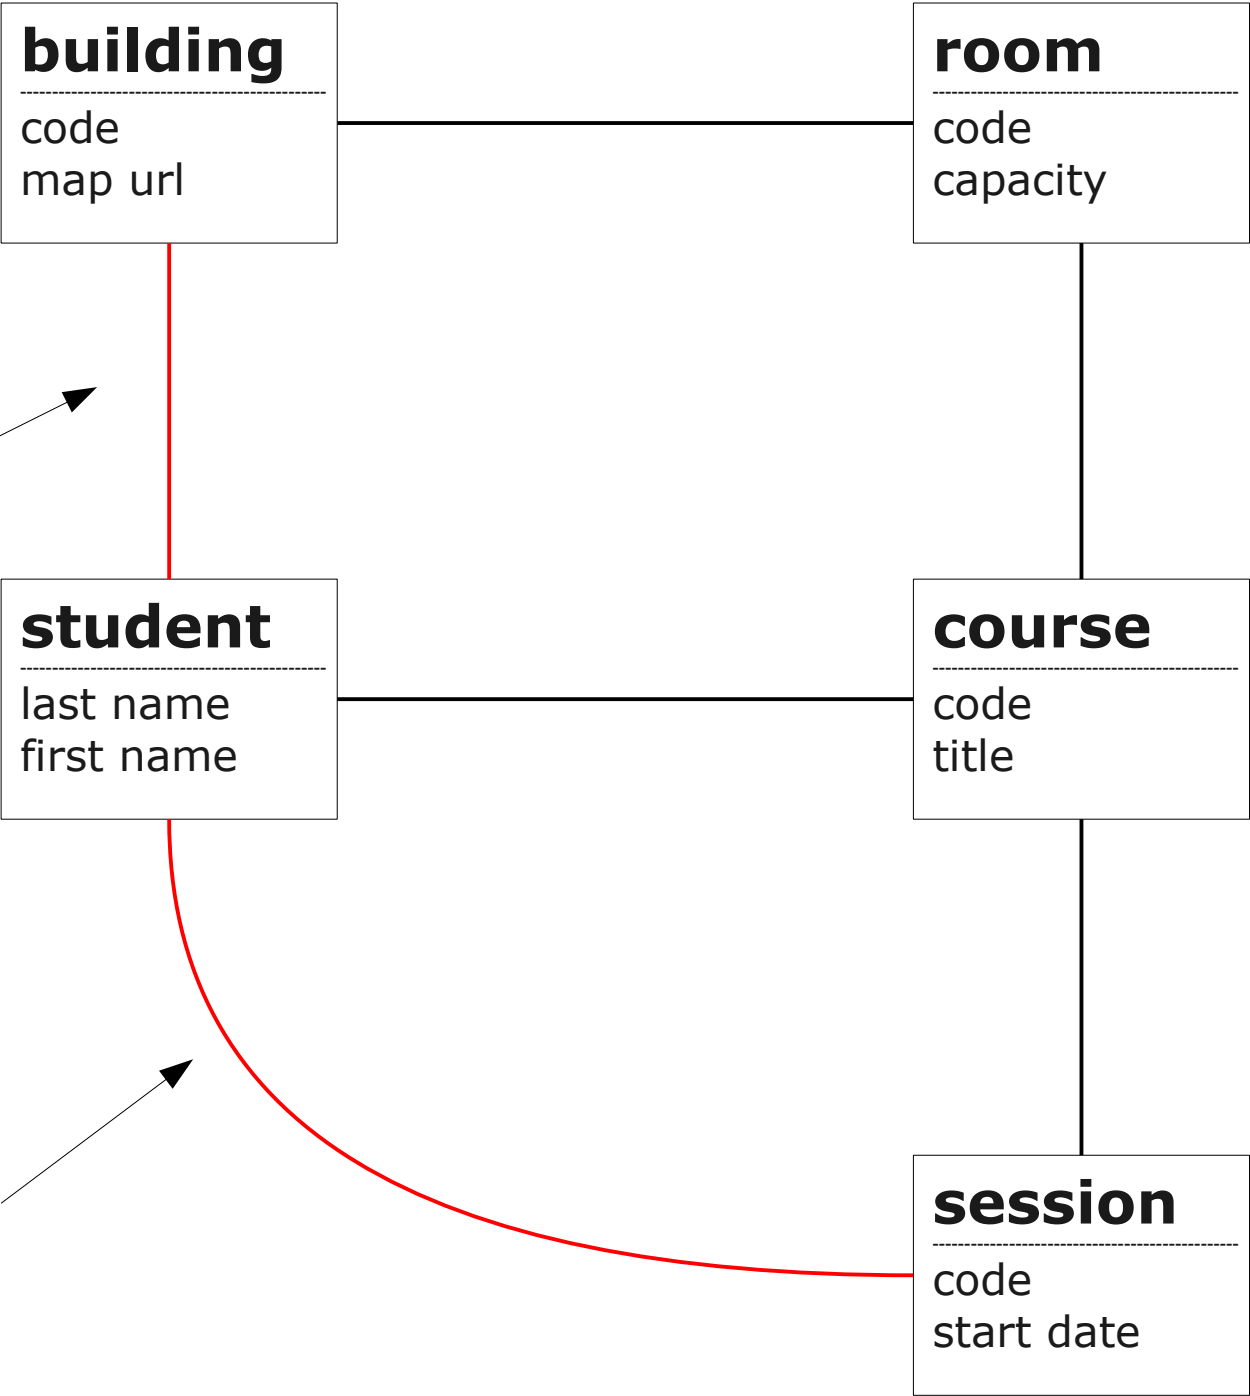 building
code
map url
room
code
capacity
student
last name
first name
course
code
title
session
code
start date